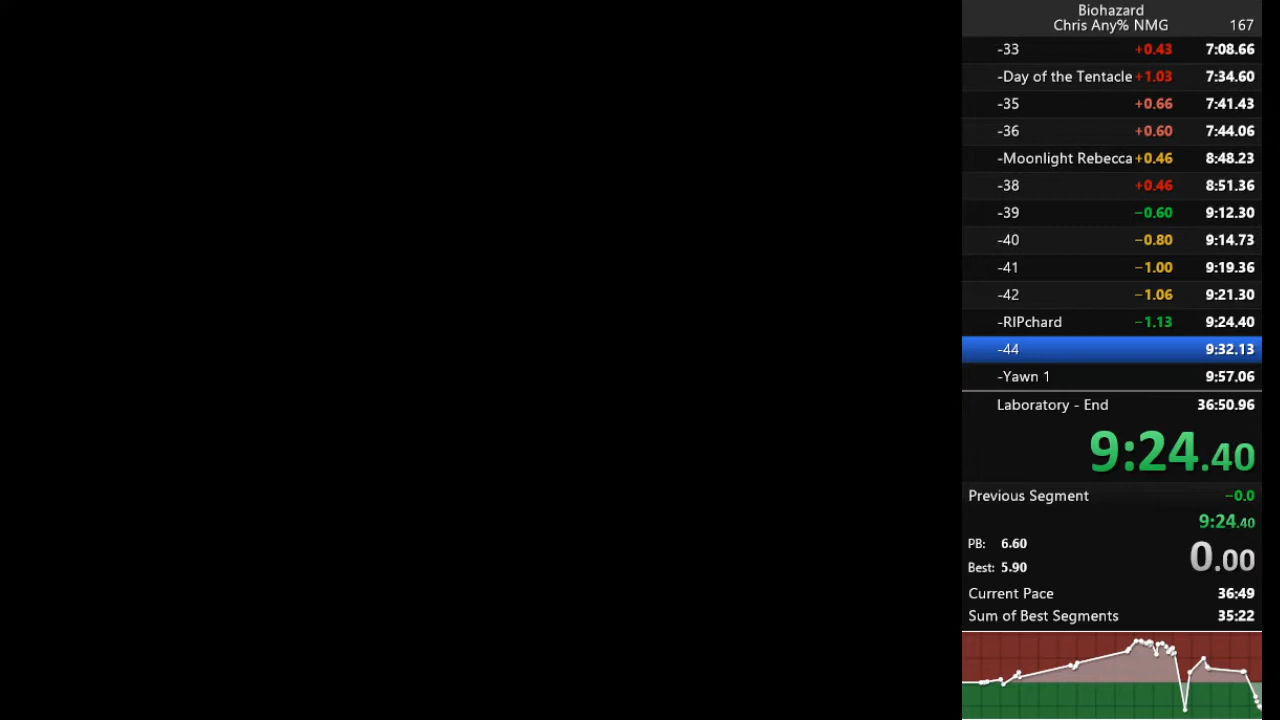 Biohazard
Chris Any% NMG 167
-33 +0.43 7:08.66
-Day of the Tentacle +1.03 7:34.60
-35 +0.66 7:41.43
-36 +0.60 7:44.06
-Moonlight Rebecca +0.46 8:48.23
-38 +0.46 8:51.36
-39 −0.60 9:12.30
-40 −0.80 9:14.73
-41 −1.00 9:19.36
-42 −1.06 9:21.30
-RIPchard −1.13 9:24.40
-44 9:32.13
-Yawn 1 9:57.06
Laboratory - End 36:50.96
9:24.40
Previous Segment −0.0
9:24.40
PB: 6.60
0.00
Best: 5.90
Current Pace 36:49
Sum of Best Segments 35:22